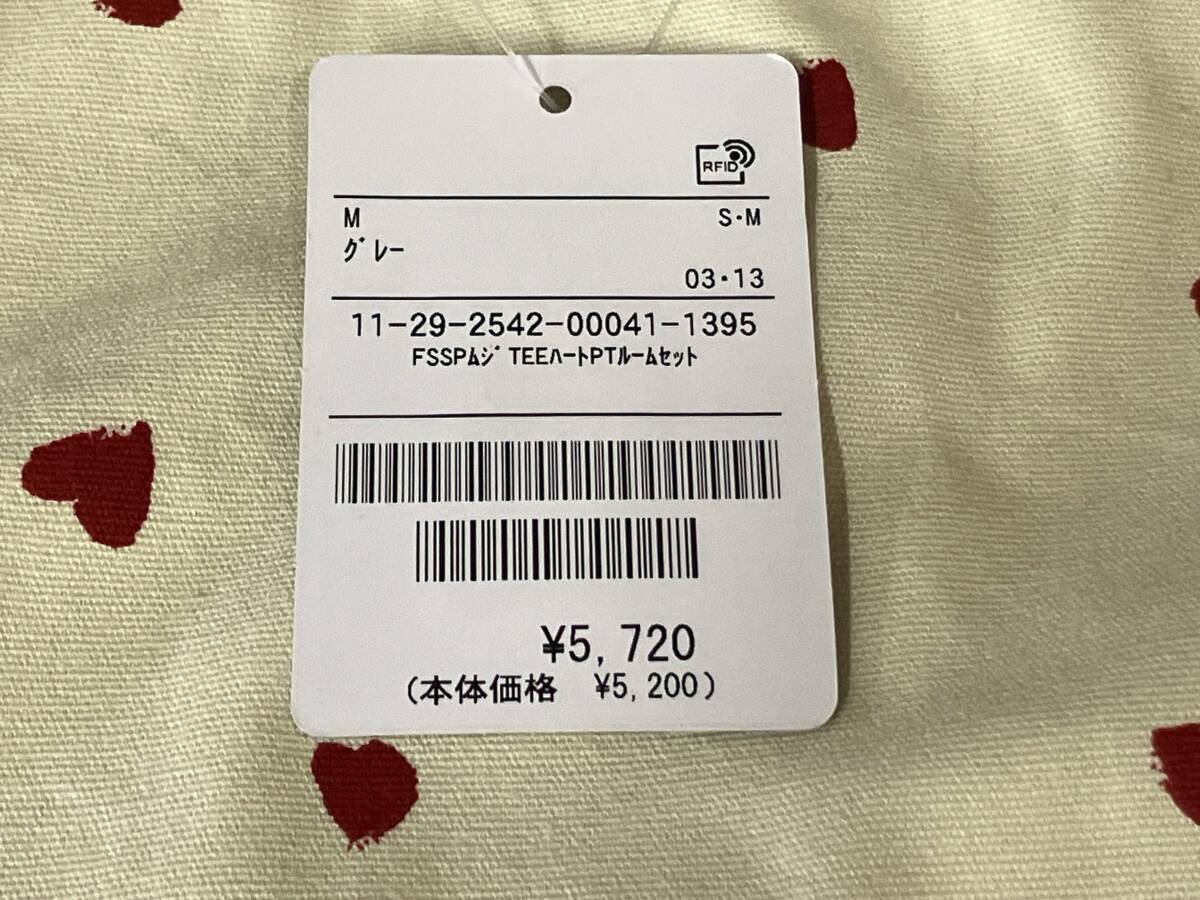 RFID
M S・M
ｸﾞﾚｰ
03・13
11-29-2542-00041-1395
FSSPﾑｼﾞTEEﾊｰﾄPTﾙｰﾑｾｯﾄ
¥5,720
(本体価格 ¥5,200)